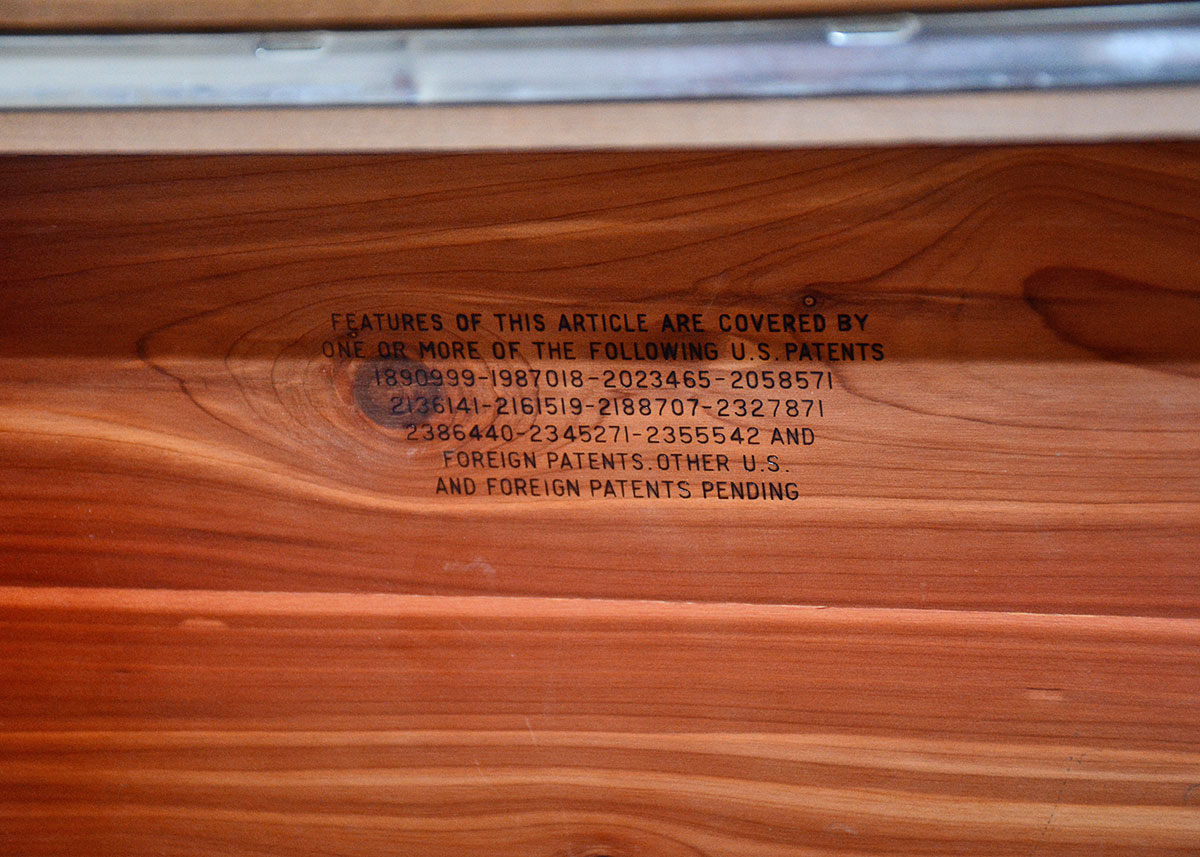 FEATURES OF THIS ARTICLE ARE COVERED BY
ONE OR MORE OF THE FOLLOWING U.S. PATENTS
1890999-1987018-2023465-2058571
2136141-2161519-2188707-2327871
2386440-2345271-2355542 AND
FOREIGN PATENTS. OTHER U.S.
AND FOREIGN PATENTS PENDING